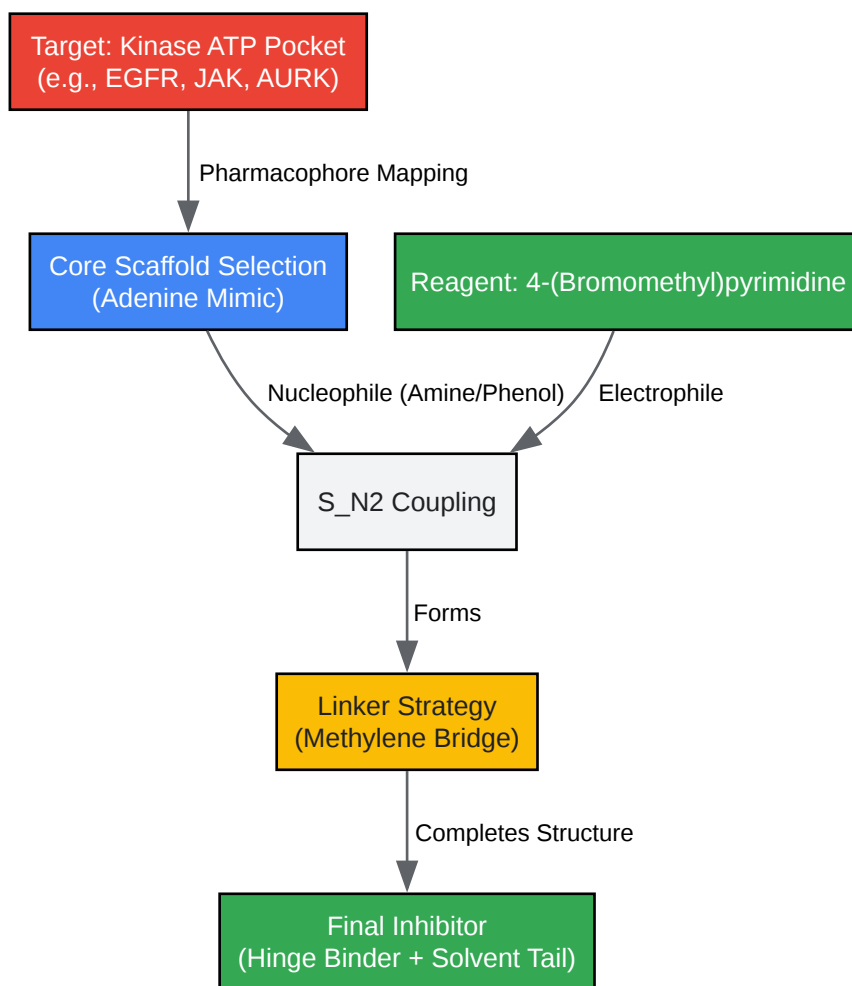 Target: Kinase ATP Pocket
(e.g., EGFR, JAK, AURK)
Pharmacophore Mapping
Core Scaffold Selection
(Adenine Mimic)
Reagent: 4-(Bromomethyl)pyrimidine
Nucleophile (Amine/Phenol)
Electrophile
S_N2 Coupling
Forms
Linker Strategy
(Methylene Bridge)
Completes Structure
Final Inhibitor
(Hinge Binder + Solvent Tail)